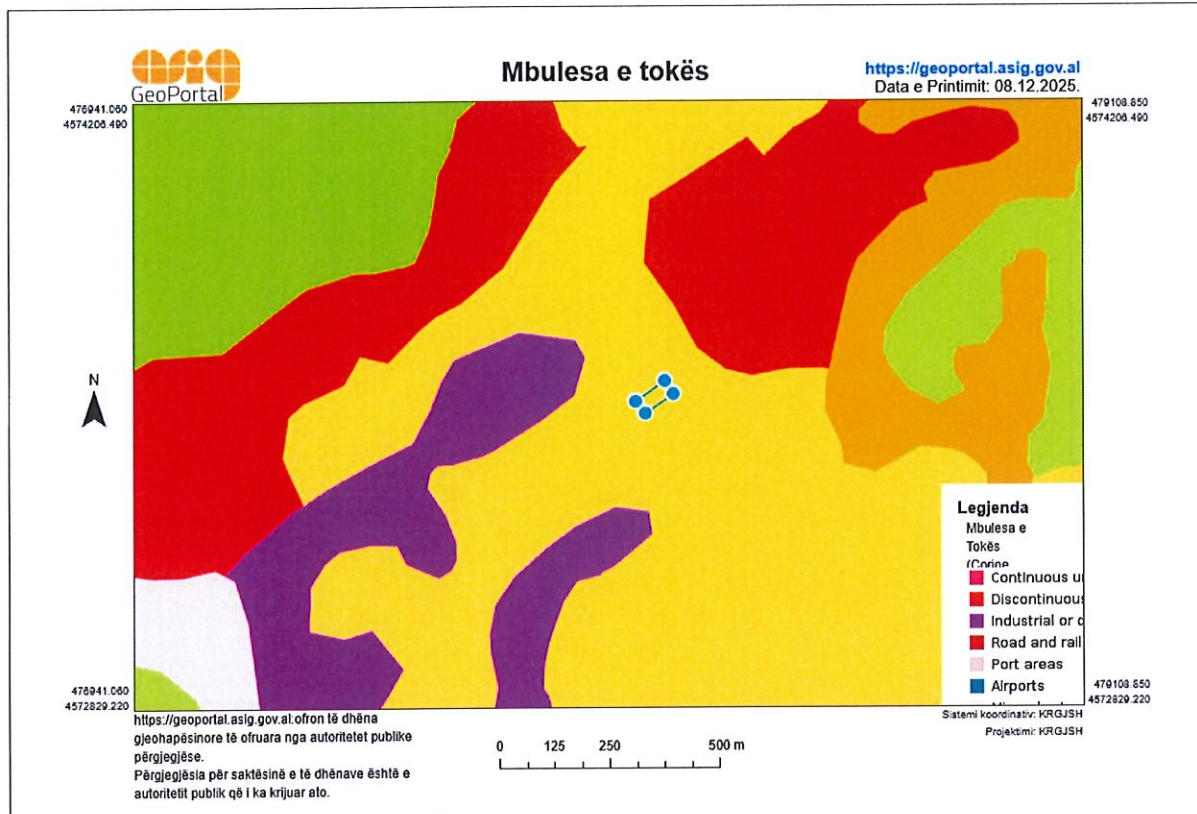 asig
GeoPortal
Mbulesa e tokës
https://geoportal.asig.gov.al
Data e Printimit: 08.12.2025.
476941.060
4574206.490
479108.850
4574206.490
N
Legjenda
Mbulesa e
Tokës
(Corine
Continuous ur
Discontinuous
Industrial or c
Road and rail
Port areas
Airports
476941.060
4572829.220
479108.850
4572829.220
https://geoportal.asig.gov.al:ofron të dhëna
gjeohapësinore të ofruara nga autoritetet publike
përgjegjëse.
Përgjegjësia për saktësinë e të dhënave është e
autoritetit publik që i ka krijuar ato.
0 125 250 500 m
Sistemi koordinativ: KRGJSH
Projektimi: KRGJSH